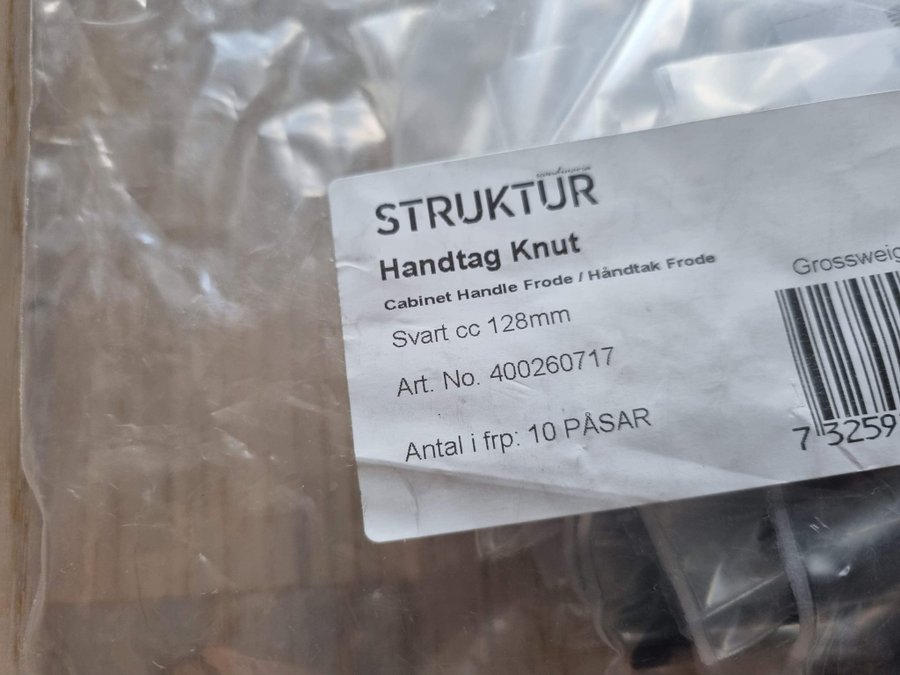 scandinavia
STRUKTUR
Handtag Knut
Cabinet Handle Frode / Håndtak Frode
Svart cc 128mm
Art. No. 400260717
Antal i frp: 10 PÅSAR
Grossweig
7 3259